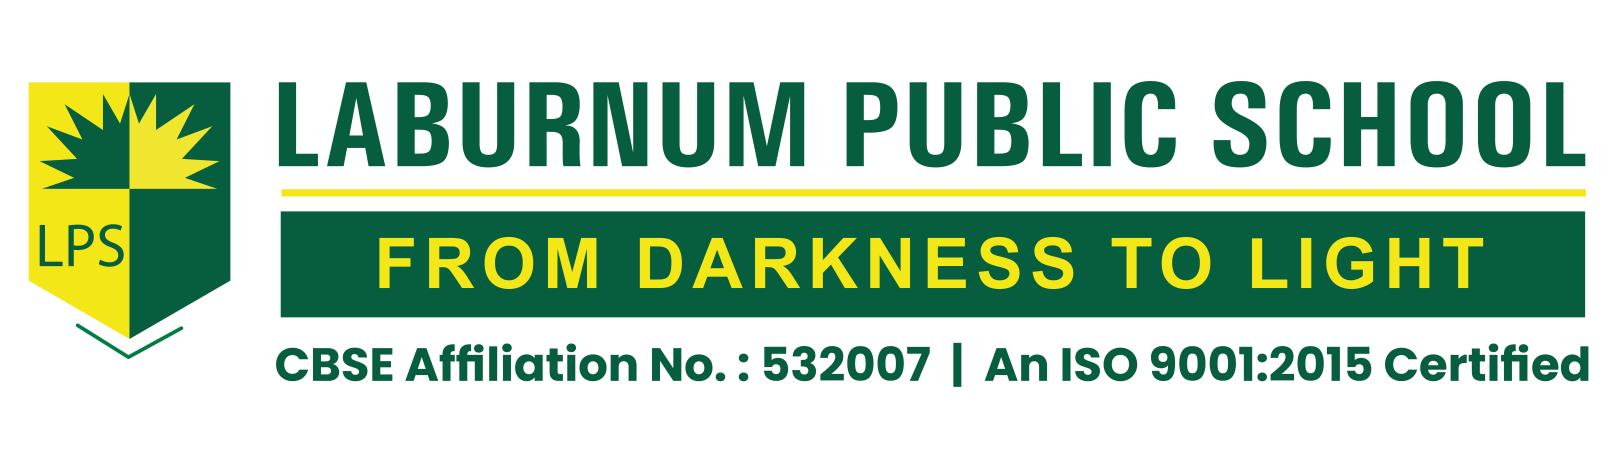 LABURNUM PUBLIC SCHOOL
LPS
FROM DARKNESS TO LIGHT
CBSE Affiliation No. : 532007 | An ISO 9001:2015 Certified